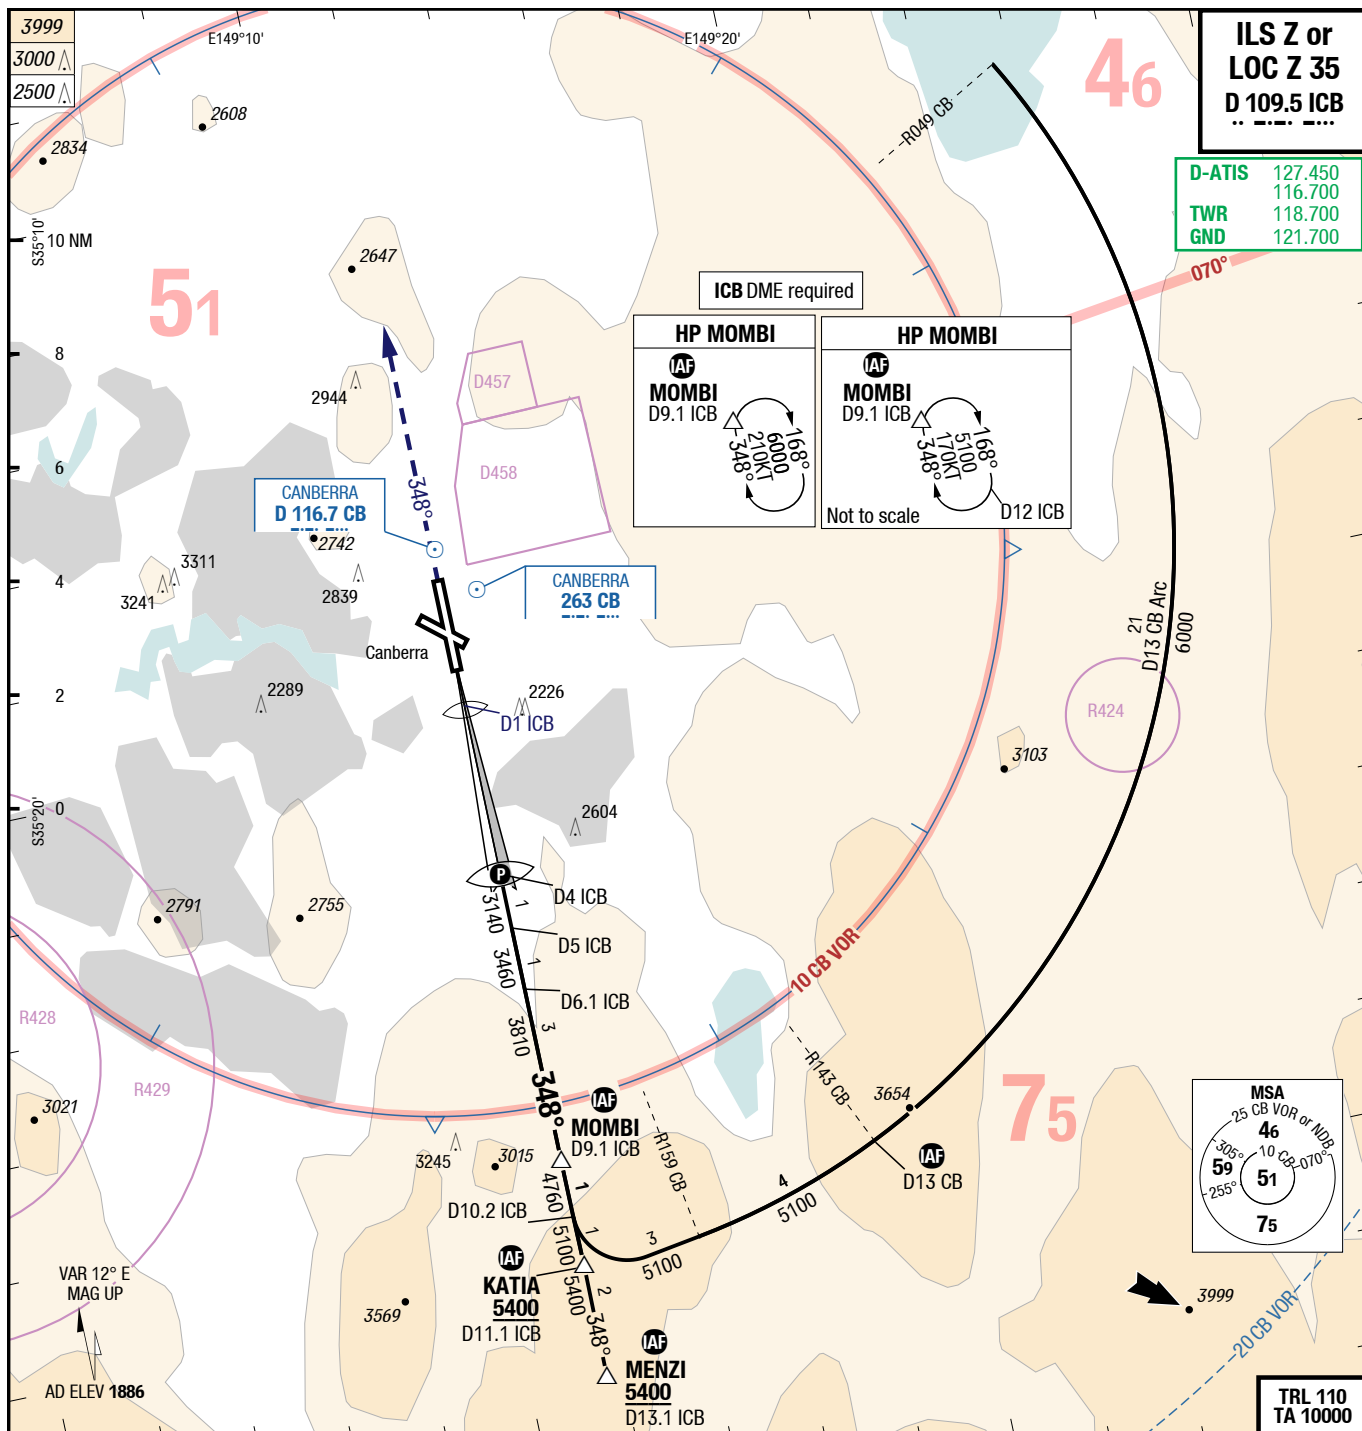 3999
3000
2500
E149°10'
E149°20'
ILS Z or
LOC Z 35
D 109.5 ICB
46
R049 CB
2608
2834
D-ATIS 127.450
116.700
TWR 118.700
GND 121.700
S35°10'
10 NM
2647
51
070°
ICB DME required
HP MOMBI
IAF
MOMBI
D9.1 ICB
348°
6000
210KT
168°
HP MOMBI
IAF
MOMBI
D9.1 ICB
348°
5100
170KT
168°
D12 ICB
Not to scale
8
D457
2944
6
D458
348°
CANBERRA
D 116.7 CB
2742
3311
3241
4
2839
CANBERRA
263 CB
Canberra
21
D13 CB Arc
6000
2
2289
2226
D1 ICB
R424
3103
S35°20'
0
2604
P
D4 ICB
1
3140
2791
2755
D5 ICB
1
3460
10 CB VOR
D6.1 ICB
3
3810
R428
R429
348°
IAF
MOMBI
D9.1 ICB
R143 CB
3654
75
3021
R159 CB
3245
3015
IAF
D13 CB
MSA
25 CB VOR or NDB
46
305°
10 CB
070°
59
51
255°
75
4760
1
D10.2 ICB
4
5100
5100
1
3
5100
IAF
KATIA
5400
D11.1 ICB
5400
2
348°
VAR 12° E
MAG UP
3569
3999
20 CB VOR
IAF
MENZI
5400
D13.1 ICB
AD ELEV 1886
TRL 110
TA 10000